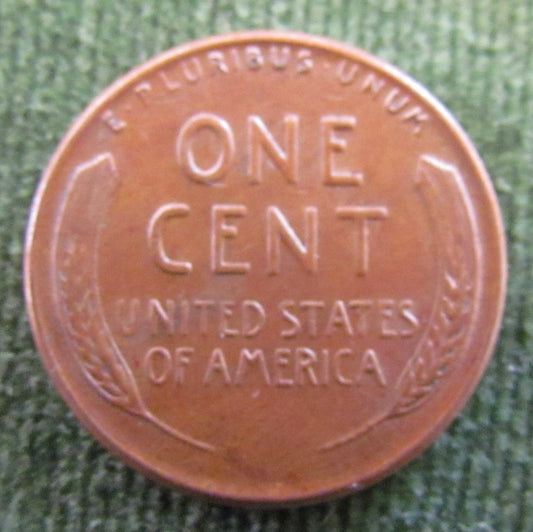 E·PLURIBUS·UNUM
ONE
CENT
UNITED STATES
OF AMERICA